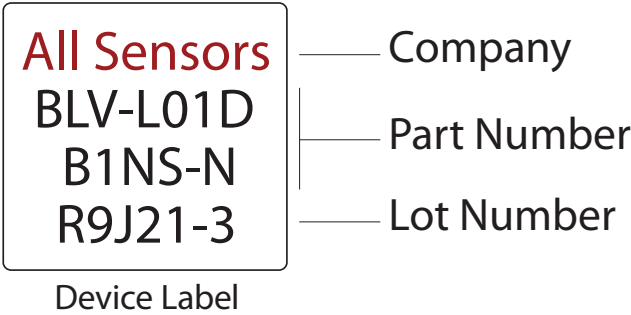 All Sensors
BLV-L01D
B1NS-N
R9J21-3
Company
Part Number
Lot Number
Device Label